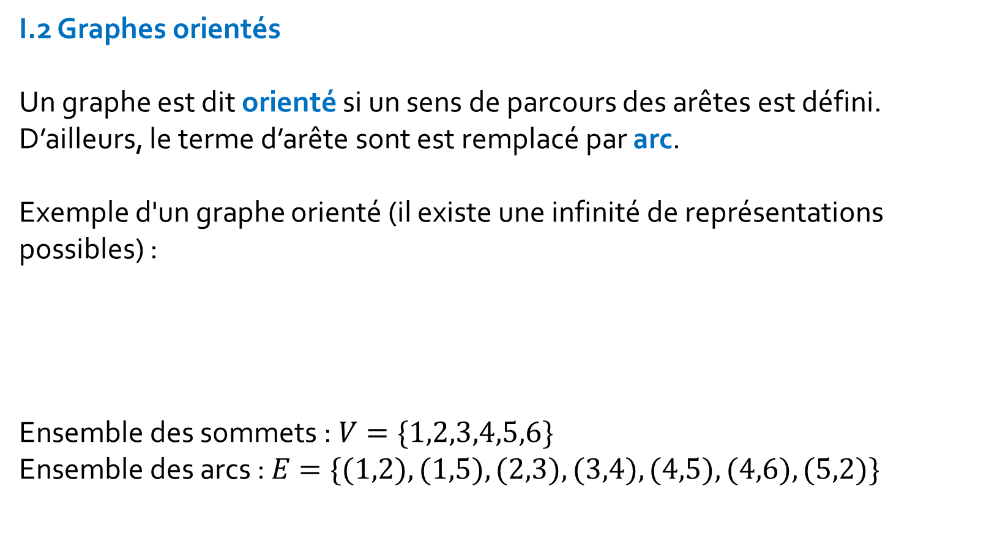 I.2 Graphes orientés
Un graphe est dit orienté si un sens de parcours des arêtes est défini.
D’ailleurs, le terme d’arête sont est remplacé par arc.
Exemple d'un graphe orienté (il existe une infinité de représentations
possibles) :
Ensemble des sommets : V = {1,2,3,4,5,6}
Ensemble des arcs : E = {(1,2), (1,5), (2,3), (3,4), (4,5), (4,6), (5,2)}